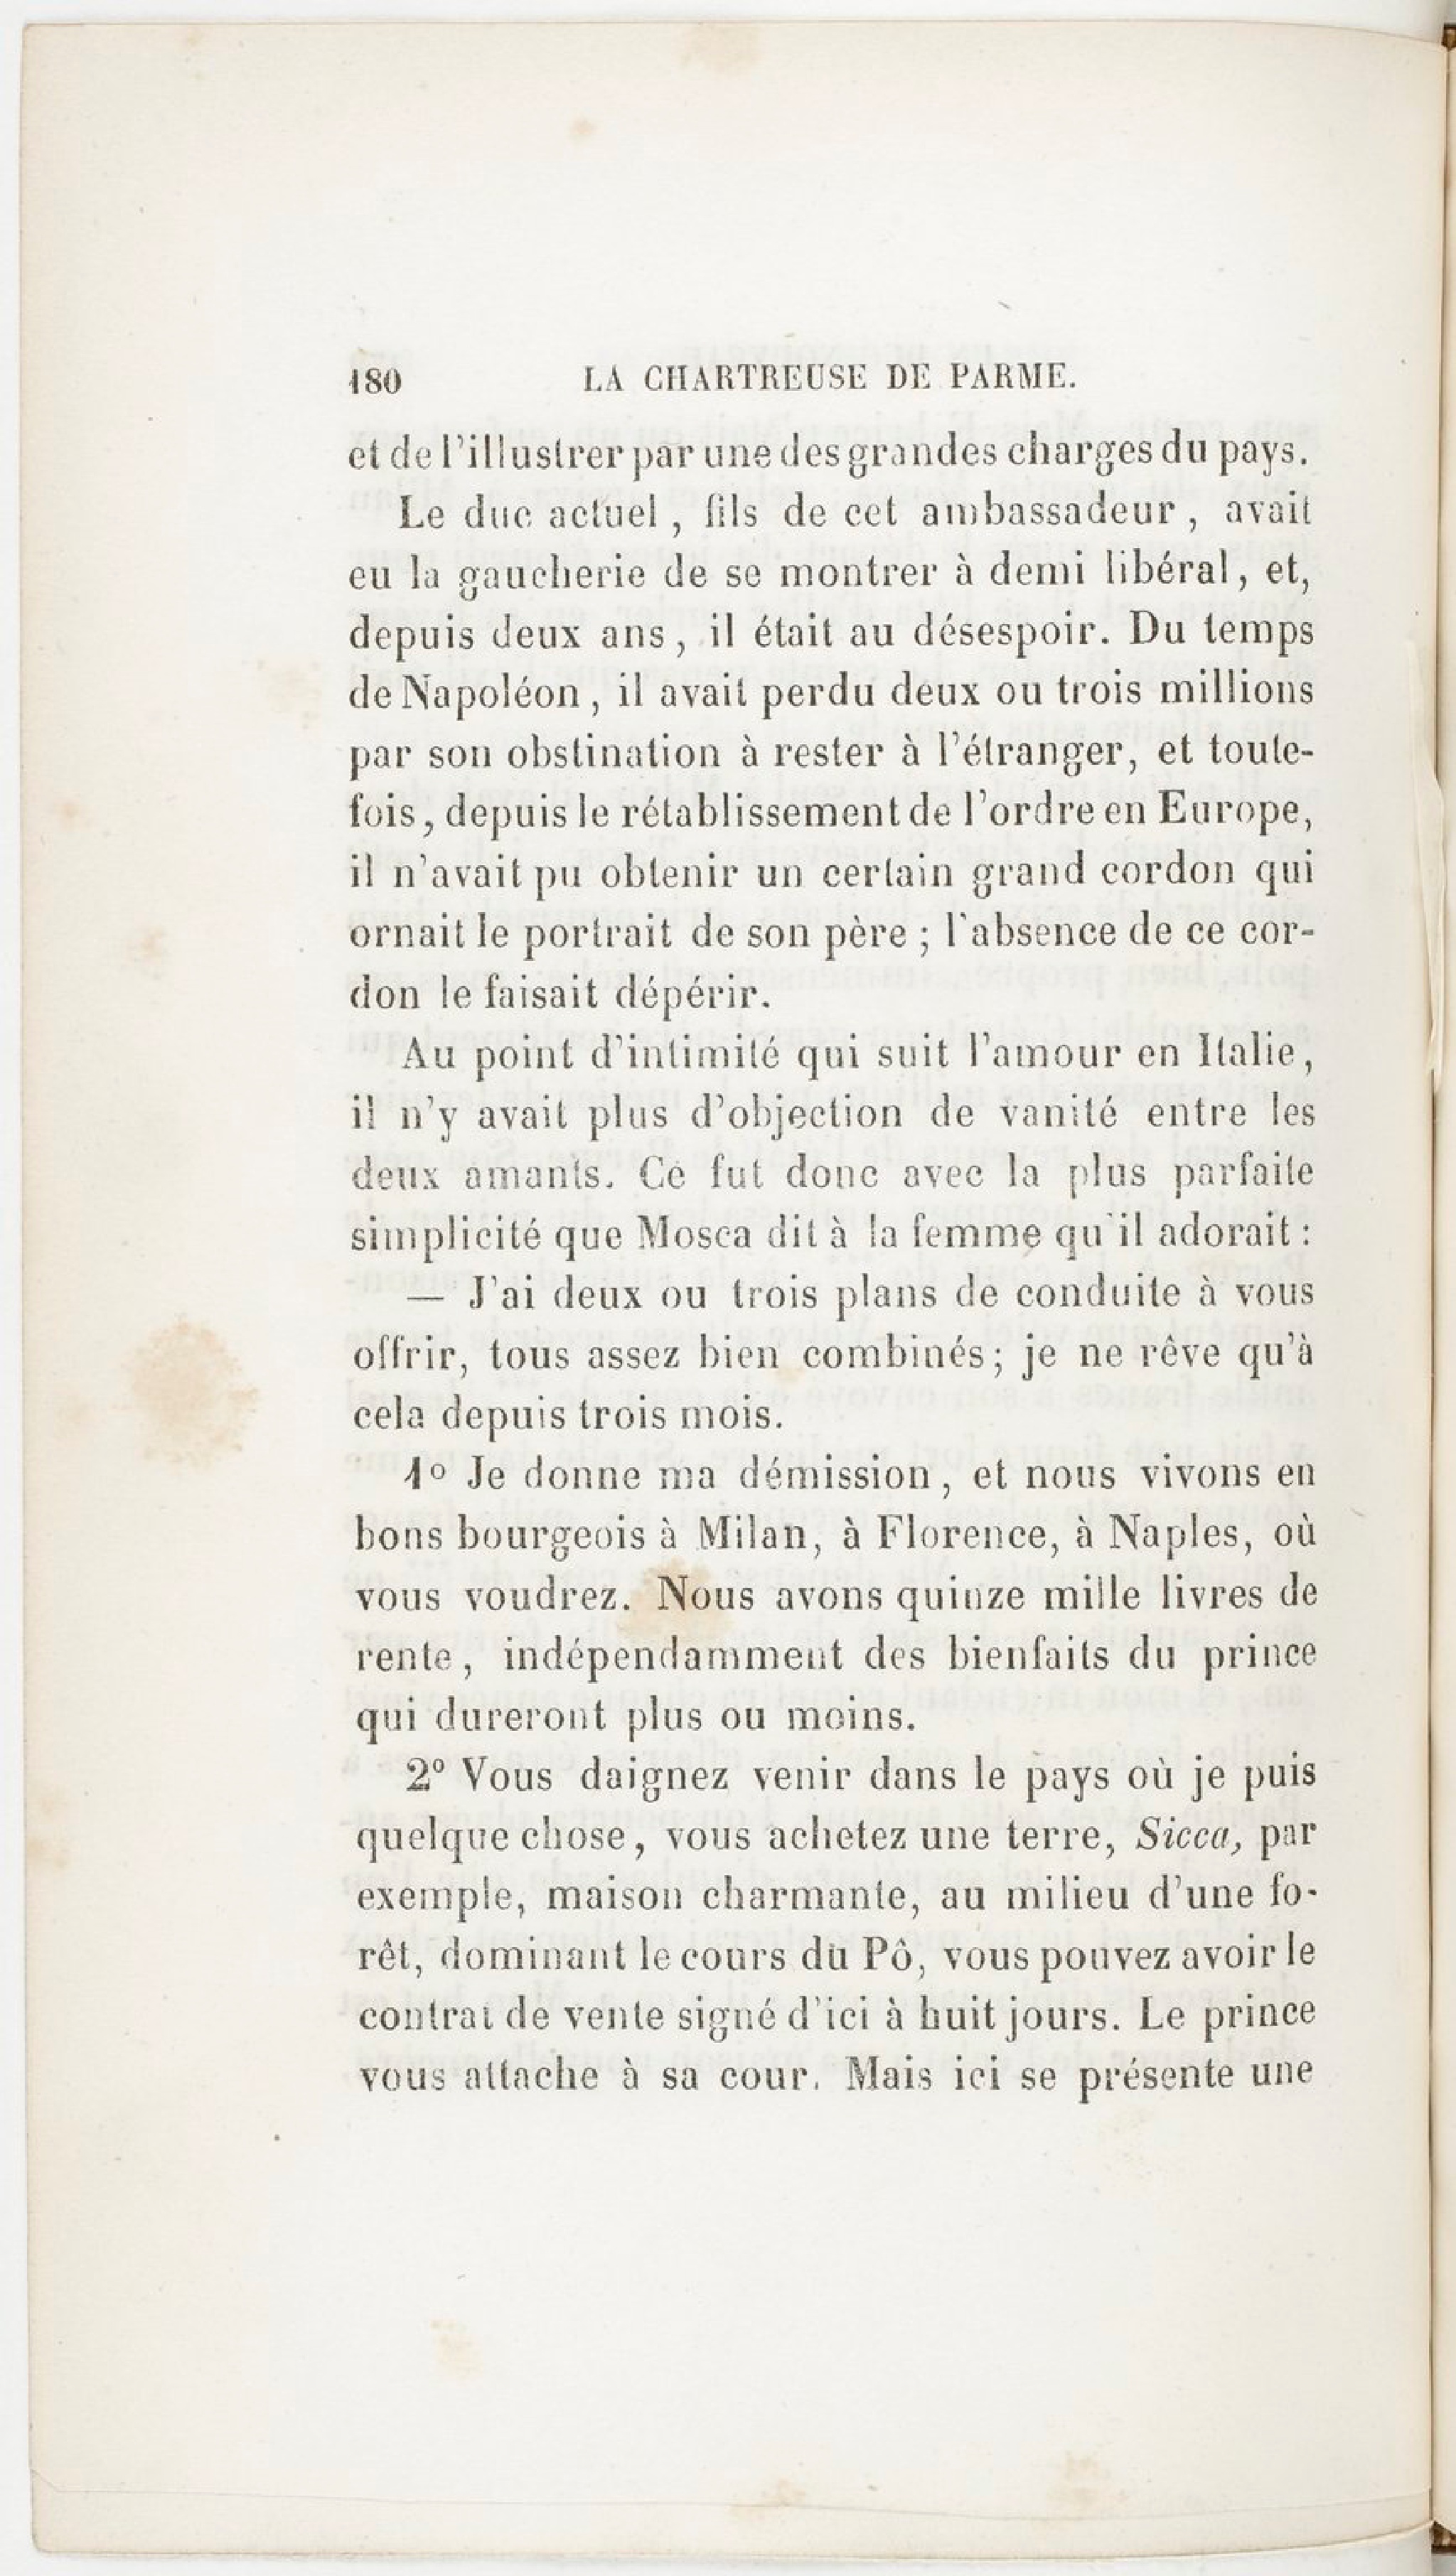 180 LA CHARTREUSE DE PARME.
et de l'illustrer par une des grandes charges du pays.
Le duc actuel, fils de cet ambassadeur, avait
eu la gaucherie de se montrer à demi libéral, et,
depuis deux ans, il était au désespoir. Du temps
de Napoléon, il avait perdu deux ou trois millions
par son obstination à rester à l'étranger, et toute-
fois, depuis le rétablissement de l'ordre en Europe,
il n'avait pu obtenir un certain grand cordon qui
ornait le portrait de son père ; l'absence de ce cor-
don le faisait dépérir.
Au point d'intimité qui suit l'amour en Italie,
il n'y avait plus d'objection de vanité entre les
deux amants. Ce fut donc avec la plus parfaite
simplicité que Mosca dit à la femme qu'il adorait :
— J'ai deux ou trois plans de conduite à vous
offrir, tous assez bien combinés; je ne rêve qu'à
cela depuis trois mois.
1º Je donne ma démission, et nous vivons en
bons bourgeois à Milan, à Florence, à Naples, où
vous voudrez. Nous avons quinze mille livres de
rente, indépendamment des bienfaits du prince
qui dureront plus ou moins.
2º Vous daignez venir dans le pays où je puis
quelque chose, vous achetez une terre, Sicca, par
exemple, maison charmante, au milieu d'une fo-
rêt, dominant le cours du Pô, vous pouvez avoir le
contrat de vente signé d'ici à huit jours. Le prince
vous attache à sa cour. Mais ici se présente une